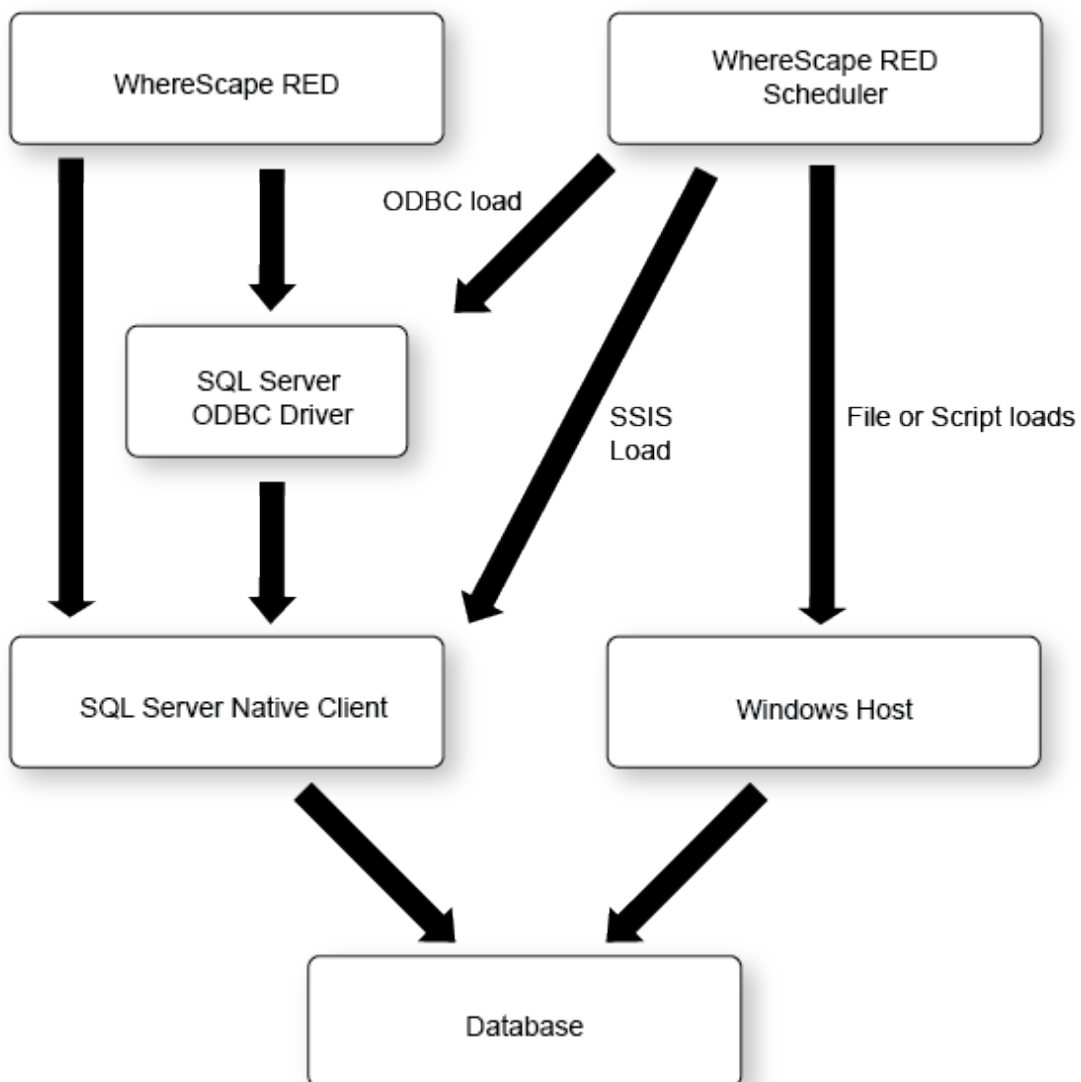 WhereScape RED
WhereScape RED
Scheduler
ODBC load
SQL Server
ODBC Driver
SSIS
Load
File or Script loads
SQL Server Native Client
Windows Host
Database